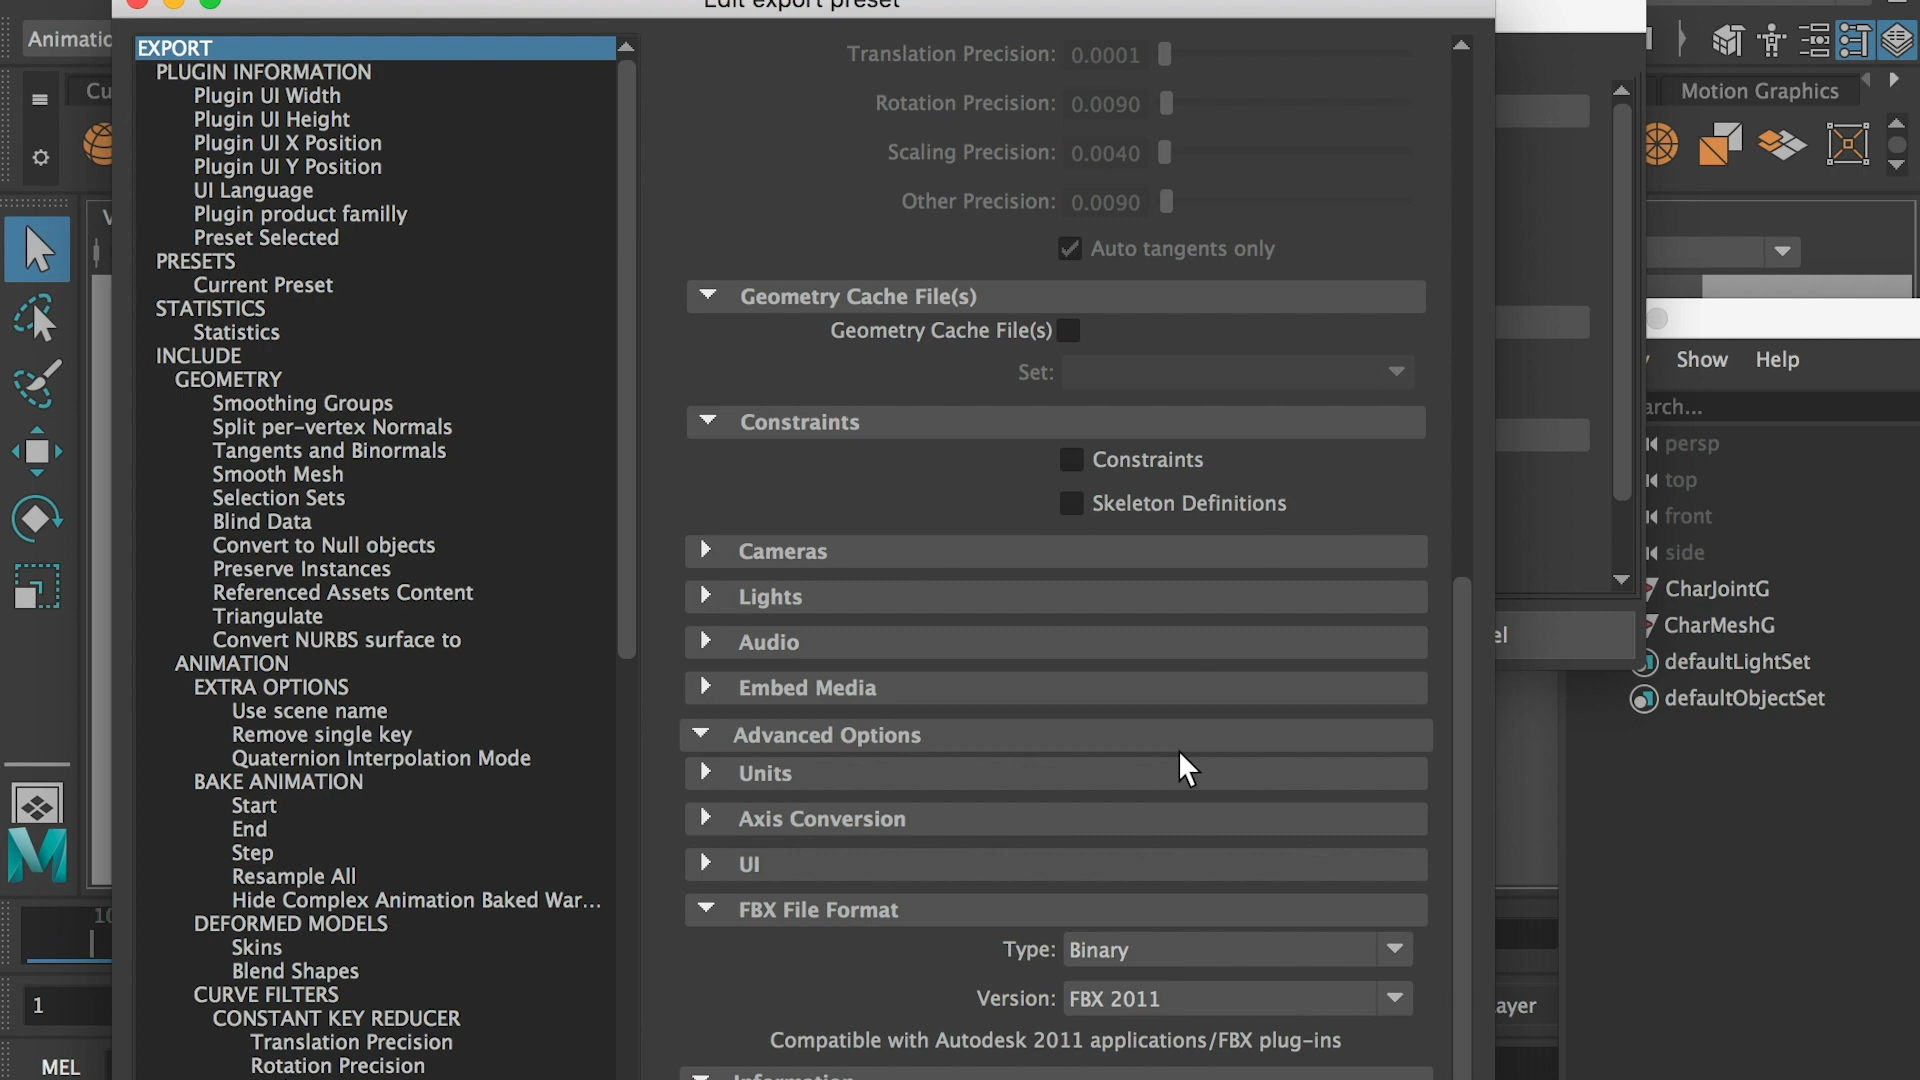 Edit export preset
Animatic
Cu
EXPORT
PLUGIN INFORMATION
Plugin UI Width
Plugin UI Height
Plugin UI X Position
Plugin UI Y Position
UI Language
Plugin product familly
Preset Selected
PRESETS
Current Preset
STATISTICS
Statistics
INCLUDE
GEOMETRY
Smoothing Groups
Split per-vertex Normals
Tangents and Binormals
Smooth Mesh
Selection Sets
Blind Data
Convert to Null objects
Preserve Instances
Referenced Assets Content
Triangulate
Convert NURBS surface to
ANIMATION
EXTRA OPTIONS
Use scene name
Remove single key
Quaternion Interpolation Mode
BAKE ANIMATION
Start
End
Step
Resample All
Hide Complex Animation Baked War...
DEFORMED MODELS
Skins
Blend Shapes
CURVE FILTERS
CONSTANT KEY REDUCER
Translation Precision
Rotation Precision
Translation Precision: 0.0001
Rotation Precision: 0.0090
Scaling Precision: 0.0040
Other Precision: 0.0090
Auto tangents only
Geometry Cache File(s)
Geometry Cache File(s)
Set:
Constraints
Constraints
Skeleton Definitions
Cameras
Lights
Audio
Embed Media
Advanced Options
Units
Axis Conversion
UI
FBX File Format
Type: Binary
Version: FBX 2011
Compatible with Autodesk 2011 applications/FBX plug-ins
Motion Graphics
Show Help
arch...
persp
top
front
side
CharJointG
CharMeshG
defaultLightSet
defaultObjectSet
el
ayer
10
1
MEL